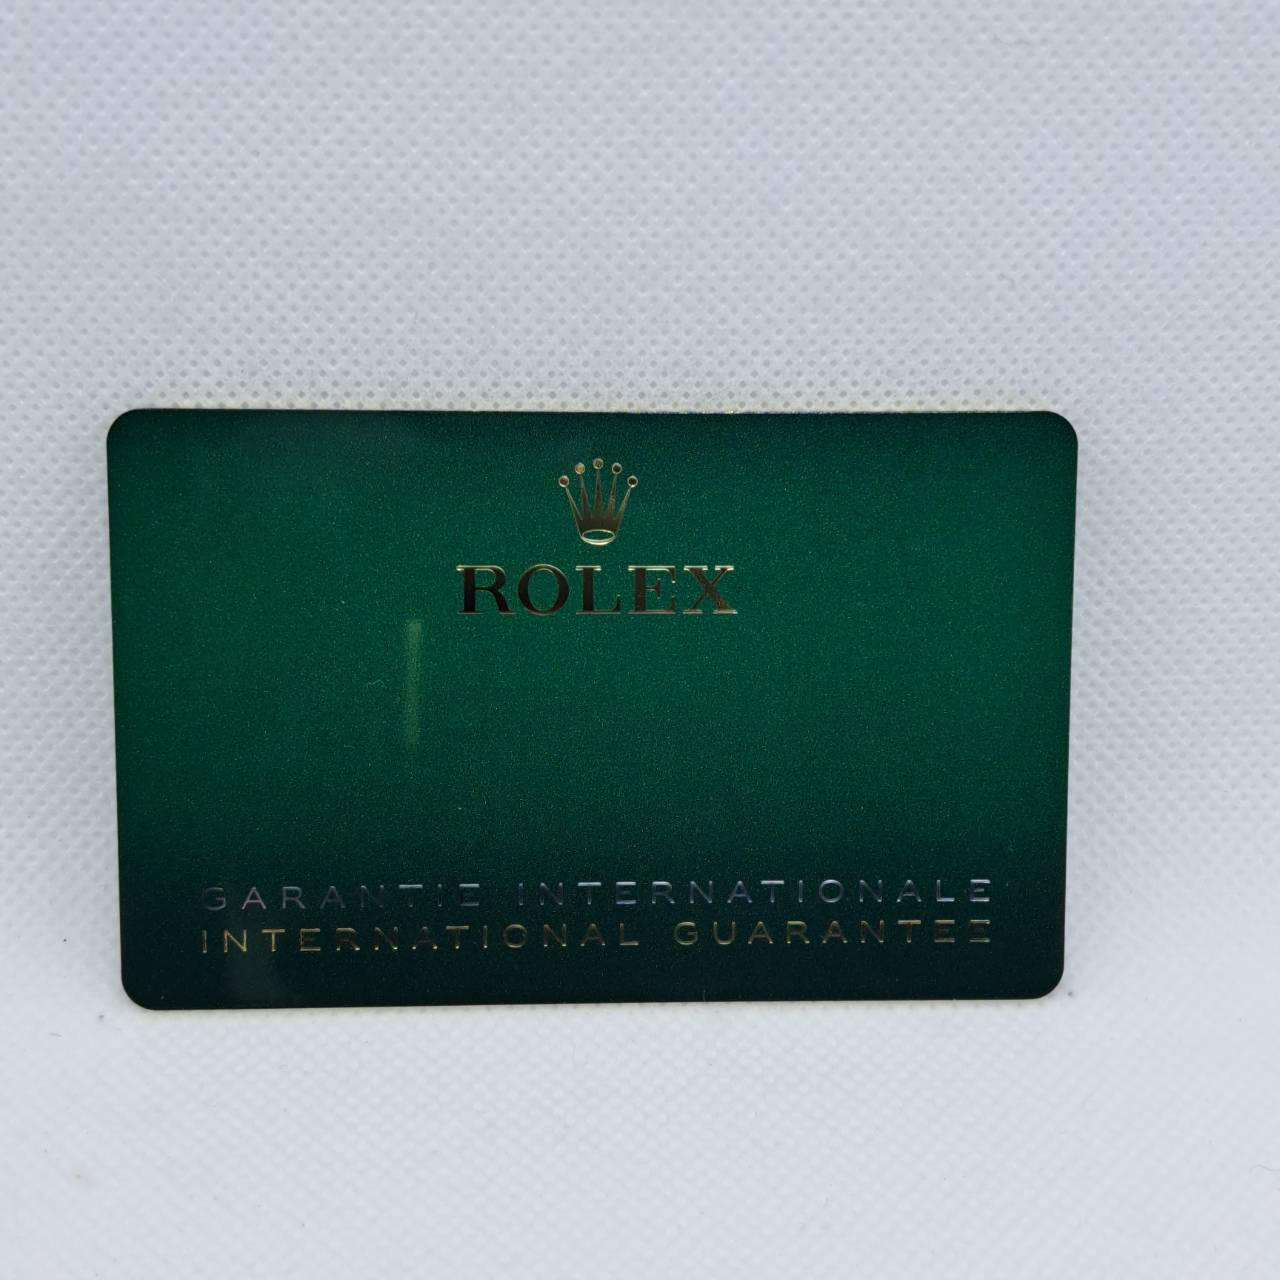 ROLEX
GARANTIE INTERNATIONALE
INTERNATIONAL GUARANTEE